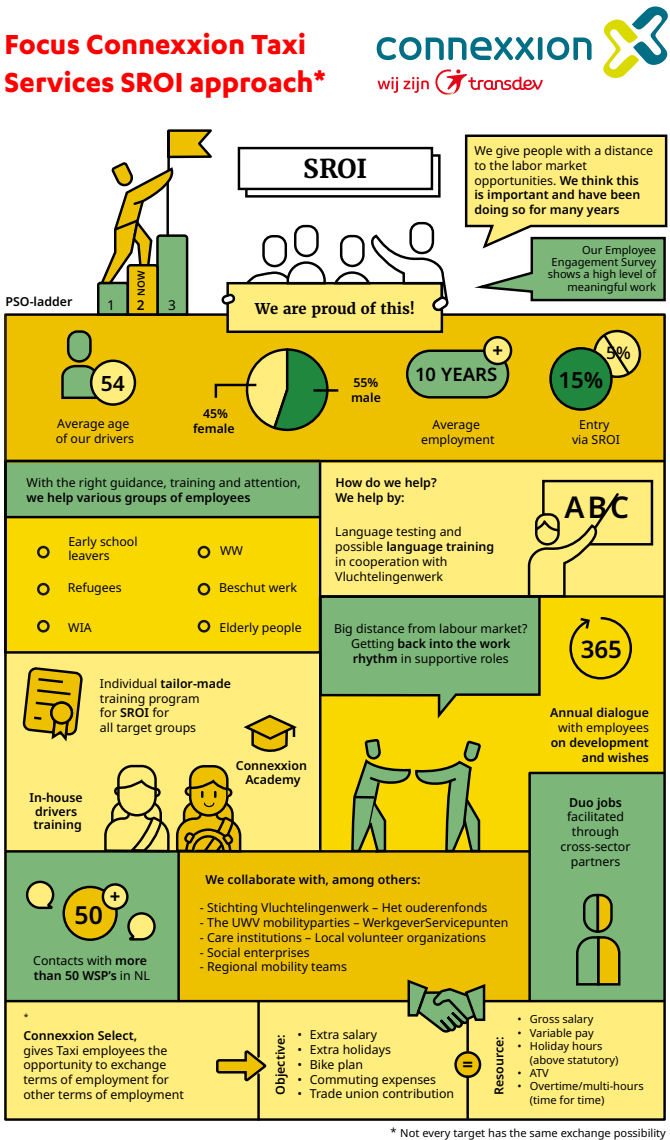 Focus Connexxion Taxi
Services SROI approach*
connexxion
wij zijn transdev
SROI
We give people with a distance
to the labor market
opportunities. We think this
is important and have been
doing so for many years
Our Employee
Engagement Survey
shows a high level of
meaningful work
PSO-ladder
1
2 NOW
3
We are proud of this!
54
Average age
of our drivers
45%
female
55%
male
10 YEARS
+
Average
employment
15%
5%
Entry
via SROI
With the right guidance, training and attention,
we help various groups of employees
Early school
leavers
Refugees
WIA
WW
Beschut werk
Elderly people
How do we help?
We help by:
Language testing and
possible language training
in cooperation with
Vluchtelingenwerk
ABC
Big distance from labour market?
Getting back into the work
rhythm in supportive roles
365
Annual dialogue
with employees
on development
and wishes
Individual tailor-made
training program
for SROI for
all target groups
Connexxion
Academy
In-house
drivers
training
Duo jobs
facilitated
through
cross-sector
partners
50
+
Contacts with more
than 50 WSP's in NL
We collaborate with, among others:
- Stichting Vluchtelingenwerk – Het ouderenfonds
- The UWV mobilityparties – WerkgeverServicepunten
- Care institutions – Local volunteer organizations
- Social enterprises
- Regional mobility teams
*
Connexxion Select,
gives Taxi employees the
opportunity to exchange
terms of employment for
other terms of employment
Objective:
• Extra salary
• Extra holidays
• Bike plan
• Commuting expenses
• Trade union contribution
=
Resource:
• Gross salary
• Variable pay
• Holiday hours
(above statutory)
• ATV
• Overtime/multi-hours
(time for time)
* Not every target has the same exchange possibility